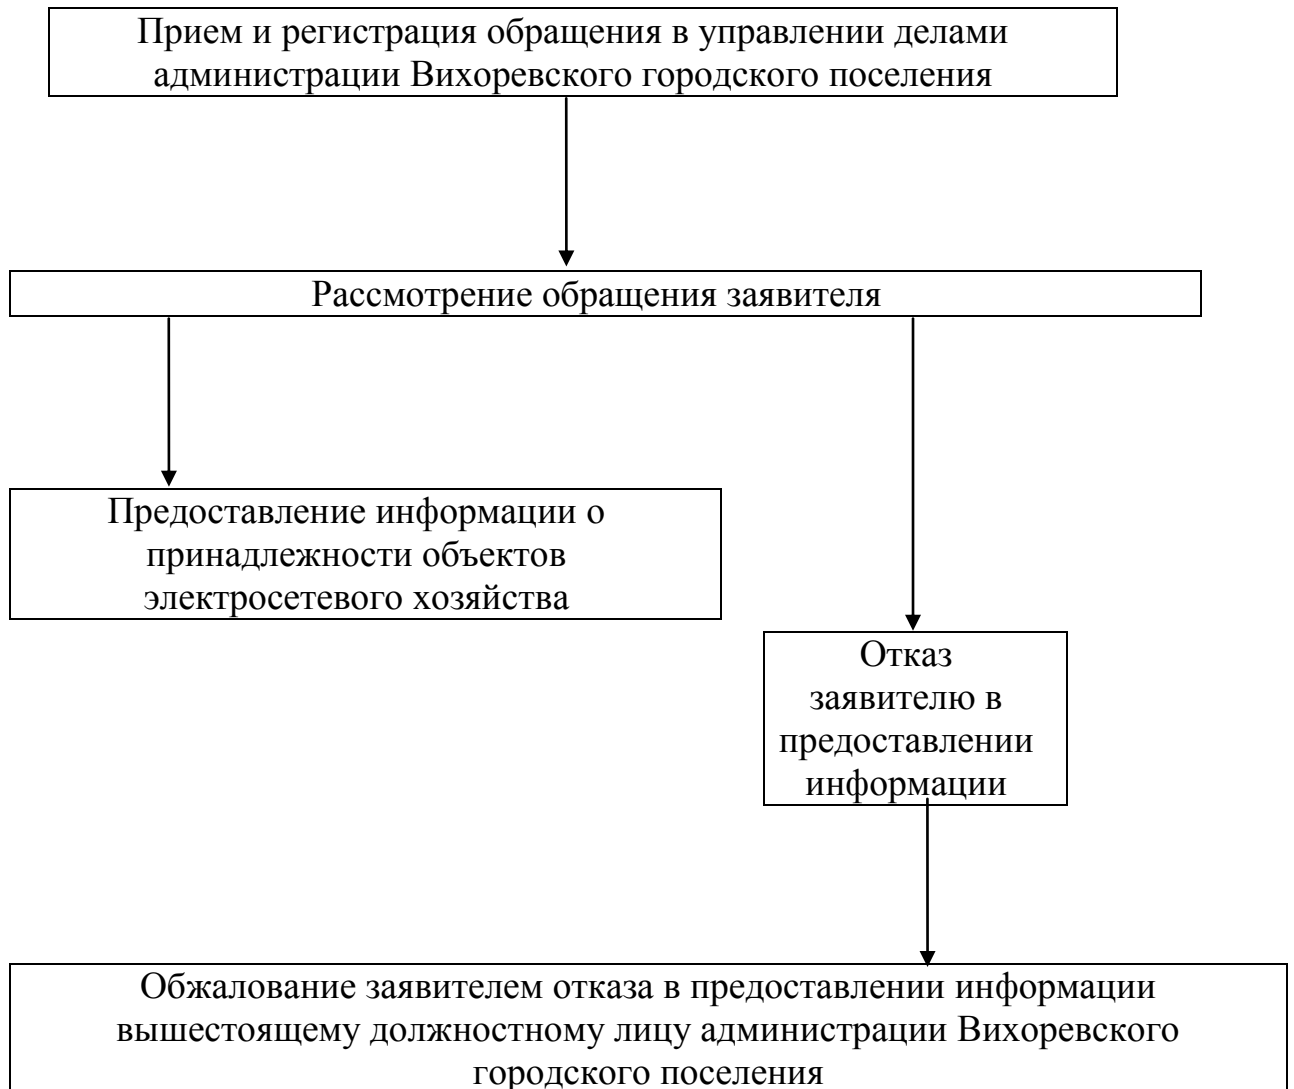 Прием и регистрация обращения в управлении делами
администрации Вихоревского городского поселения
Рассмотрение обращения заявителя
Предоставление информации о
принадлежности объектов
электросетевого хозяйства
Отказ
заявителю в
предоставлении
информации
Обжалование заявителем отказа в предоставлении информации
вышестоящему должностному лицу администрации Вихоревского
городского поселения